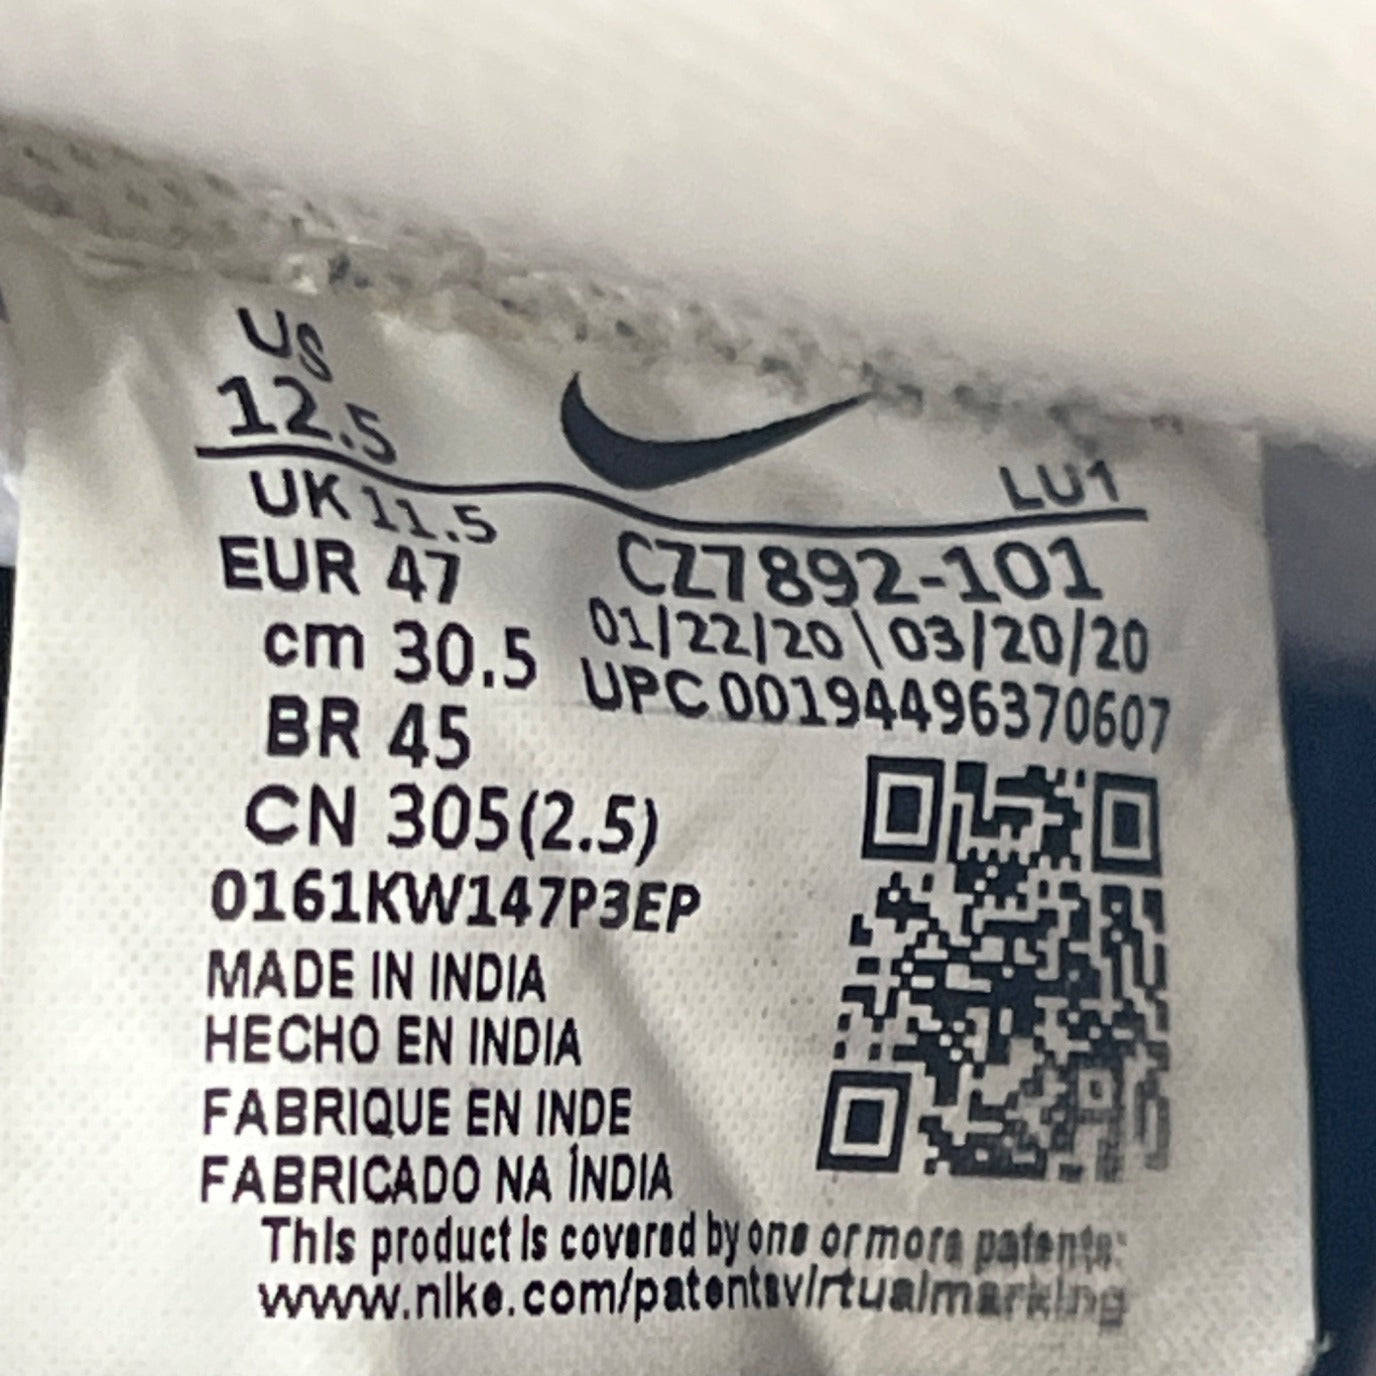 US
12.5
LU1
UK 11.5
EUR 47
cm 30.5
BR 45
CN 305(2.5)
CZ7892-101
01/22/20 \ 03/20/20
UPC 00194496370607
0161KW147P3EP
MADE IN INDIA
HECHO EN INDIA
FABRIQUE EN INDE
FABRICADO NA ÍNDIA
This product is covered by one or more patents:
www.nike.com/patentsvirtualmarking